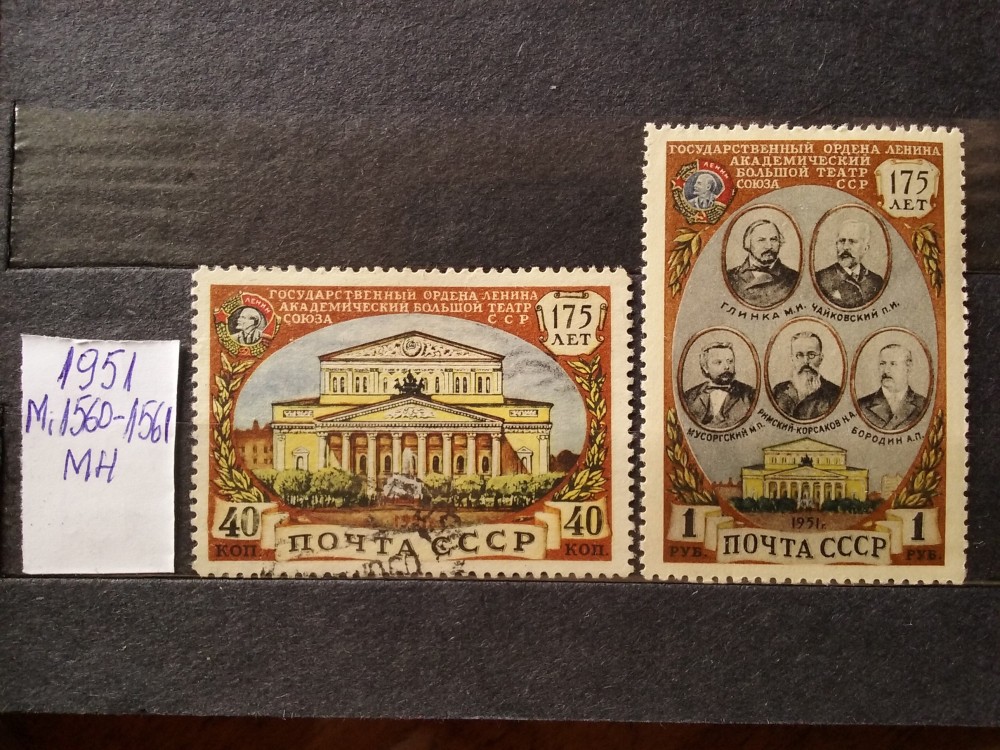 1951
Mi 1560-1561
MH
ЛЕНИН
ГОСУДАРСТВЕННЫЙ ОРДЕНА ЛЕНИНА
АКАДЕМИЧЕСКИЙ БОЛЬШОЙ ТЕАТР
СОЮЗА ССР
175
ЛЕТ
40
КОП.
ПОЧТА СССР
40
КОП.
ЛЕНИН
ГОСУДАРСТВЕННЫЙ ОРДЕНА ЛЕНИНА
АКАДЕМИЧЕСКИЙ
БОЛЬШОЙ ТЕАТР
СОЮЗА ССР
175
ЛЕТ
ГЛИНКА М.И. ЧАЙКОВСКИЙ П.И.
МУСОРГСКИЙ М.П. РИМСКИЙ-КОРСАКОВ Н.А. БОРОДИН А.П.
1951г.
1
РУБ.
ПОЧТА СССР
1
РУБ.